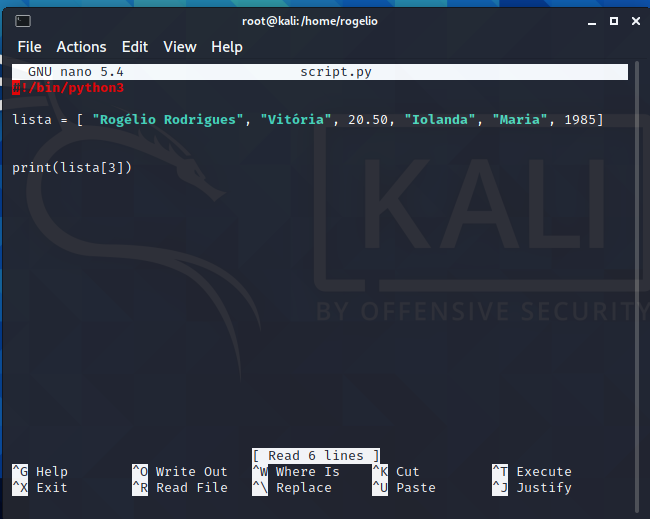 root@kali: /home/rogelio
File Actions Edit View Help
GNU nano 5.4 script.py
#!/bin/python3
lista = [ "Rogélio Rodrigues", "Vitória", 20.50, "Iolanda", "Maria", 1985]
print(lista[3])
KALI
BY OFFENSIVE SECURITY
[ Read 6 lines ]
^G Help ^O Write Out ^W Where Is ^K Cut ^T Execute
^X Exit ^R Read File ^\ Replace ^U Paste ^J Justify